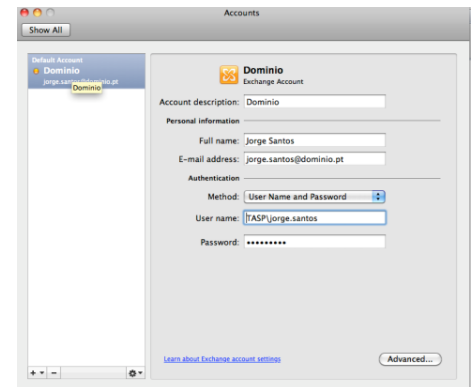 Accounts
Show All
Default Account
Dominio
jorge.santos@dominio.pt
Dominio
Dominio
Exchange Account
Account description: Dominio
Personal information
Full name: Jorge Santos
E-mail address: jorge.santos@dominio.pt
Authentication
Method: User Name and Password
User name: TASP\jorge.santos
Password: •••••••••
Learn about Exchange account settings
Advanced...